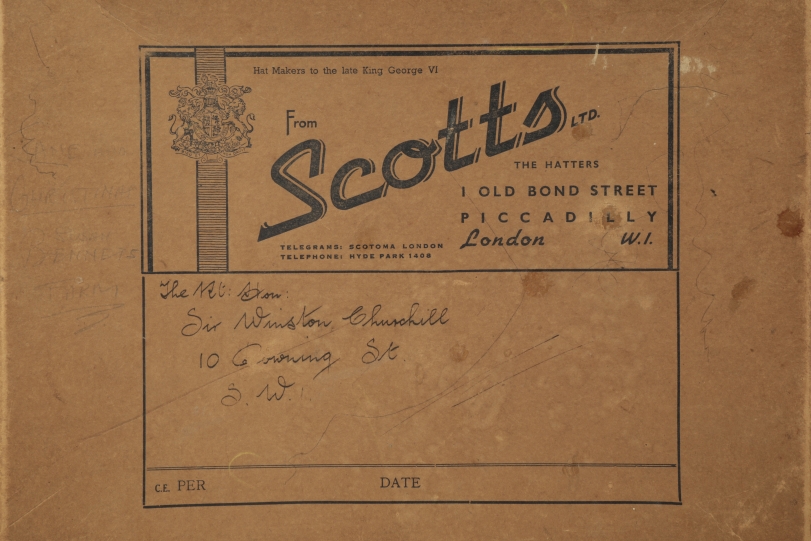 Hat Makers to the late King George VI
From
Scotts LTD.
THE HATTERS
1 OLD BOND STREET
PICCADILLY
London W.1.
TELEGRAMS: SCOTOMA LONDON
TELEPHONE: HYDE PARK 1408
The Rt: Hon:
Sir Winston Churchill
10 Downing St
S. W.1.
C.E. PER DATE